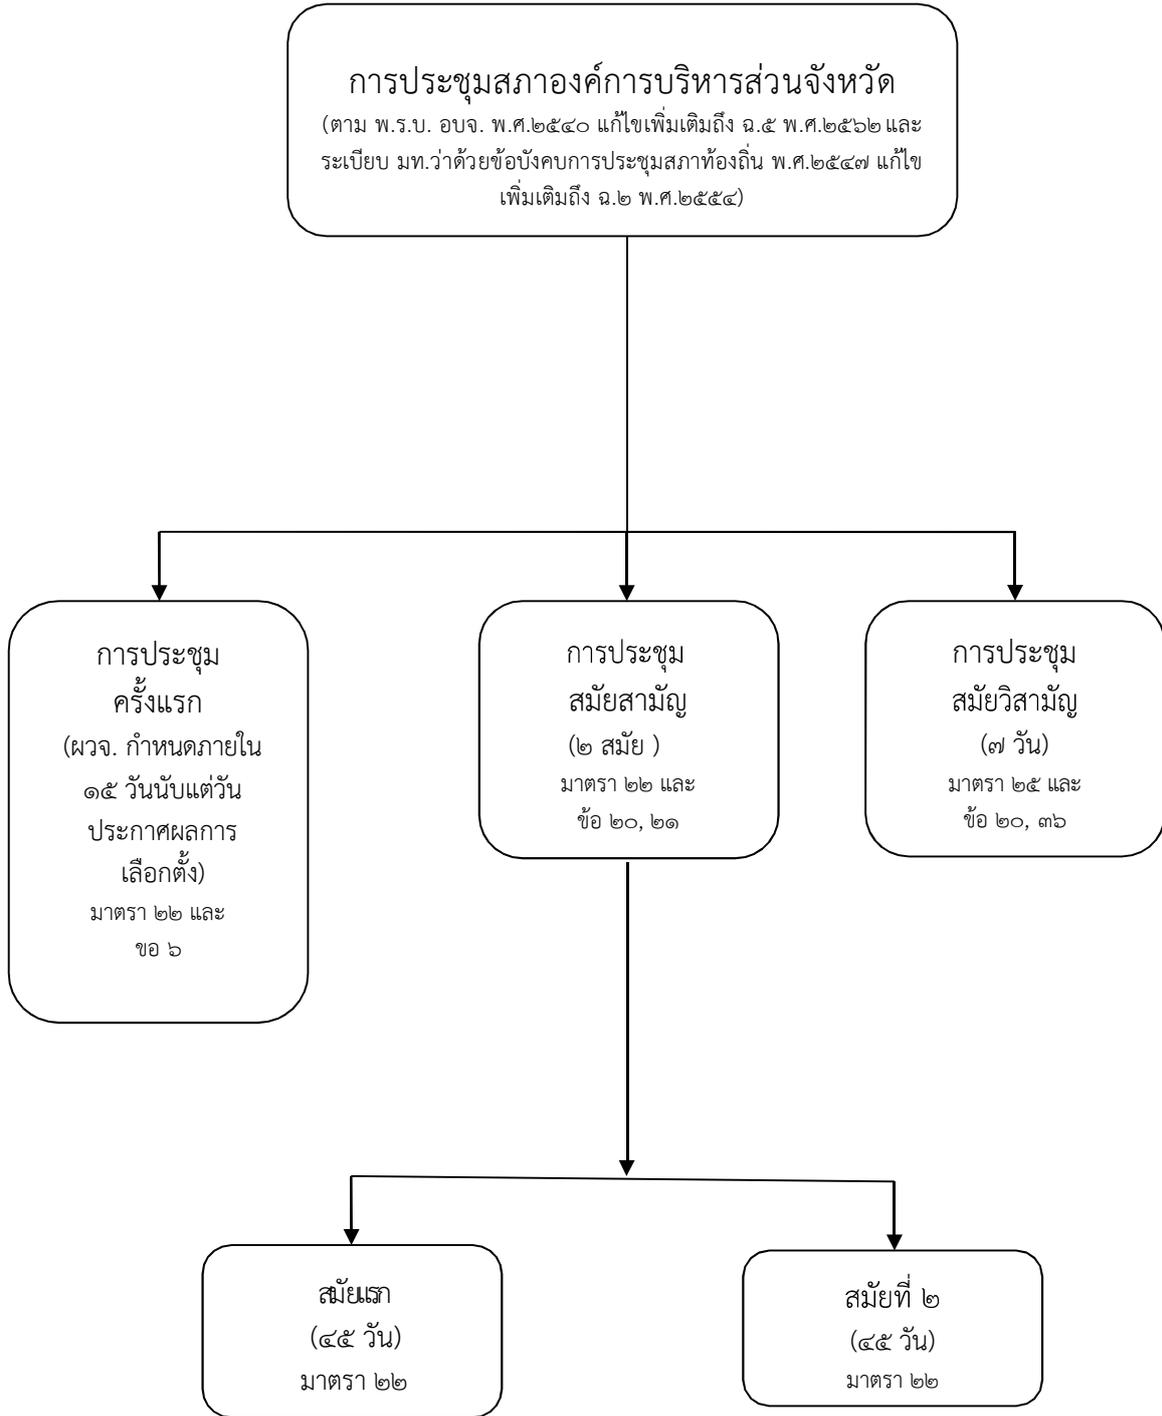 การประชุมสภาองค์การบริหารส่วนจังหวัด
(ตาม พ.ร.บ. อบจ. พ.ศ.๒๕๔๐ แก้ไขเพิ่มเติมถึง ฉ.๕ พ.ศ.๒๕๖๒ และ
ระเบียบ มท.ว่าด้วยข้อบังคบการประชุมสภาท้องถิ่น พ.ศ.๒๕๔๗ แก้ไข
เพิ่มเติมถึง ฉ.๒ พ.ศ.๒๕๕๔)
การประชุม
ครั้งแรก
(ผวจ. กำหนดภายใน
๑๕ วันนับแต่วัน
ประกาศผลการ
เลือกตั้ง)
มาตรา ๒๒ และ
ขอ ๖
การประชุม
สมัยสามัญ
(๒ สมัย )
มาตรา ๒๒ และ
ข้อ ๒๐, ๒๑
การประชุม
สมัยวิสามัญ
(๗ วัน)
มาตรา ๒๕ และ
ข้อ ๒๐, ๓๖
สมัยแรก
(๔๕ วัน)
มาตรา ๒๒
สมัยที่ ๒
(๔๕ วัน)
มาตรา ๒๒